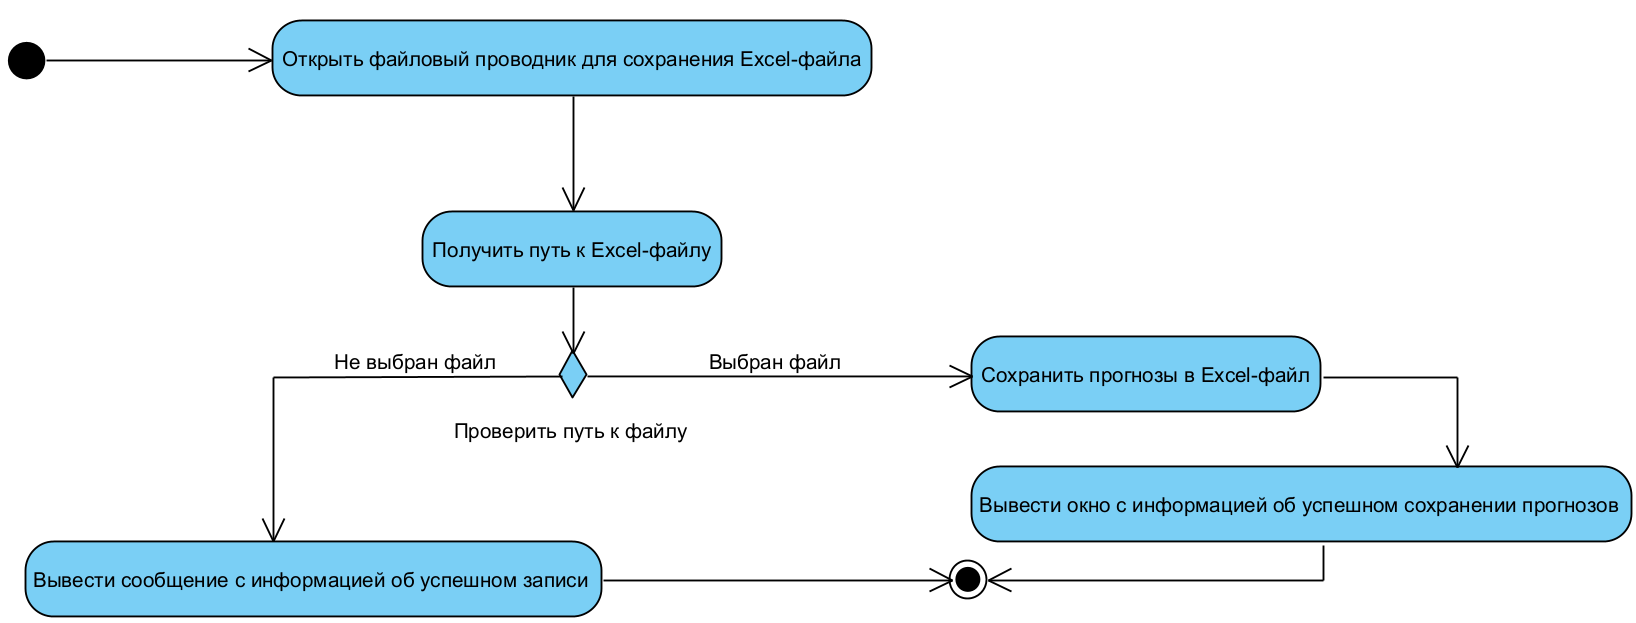 Открыть файловый проводник для сохранения Excel-файла
Получить путь к Excel-файлу
Не выбран файл
Выбран файл
Сохранить прогнозы в Excel-файл
Проверить путь к файлу
Вывести окно с информацией об успешном сохранении прогнозов
Вывести сообщение с информацией об успешном записи